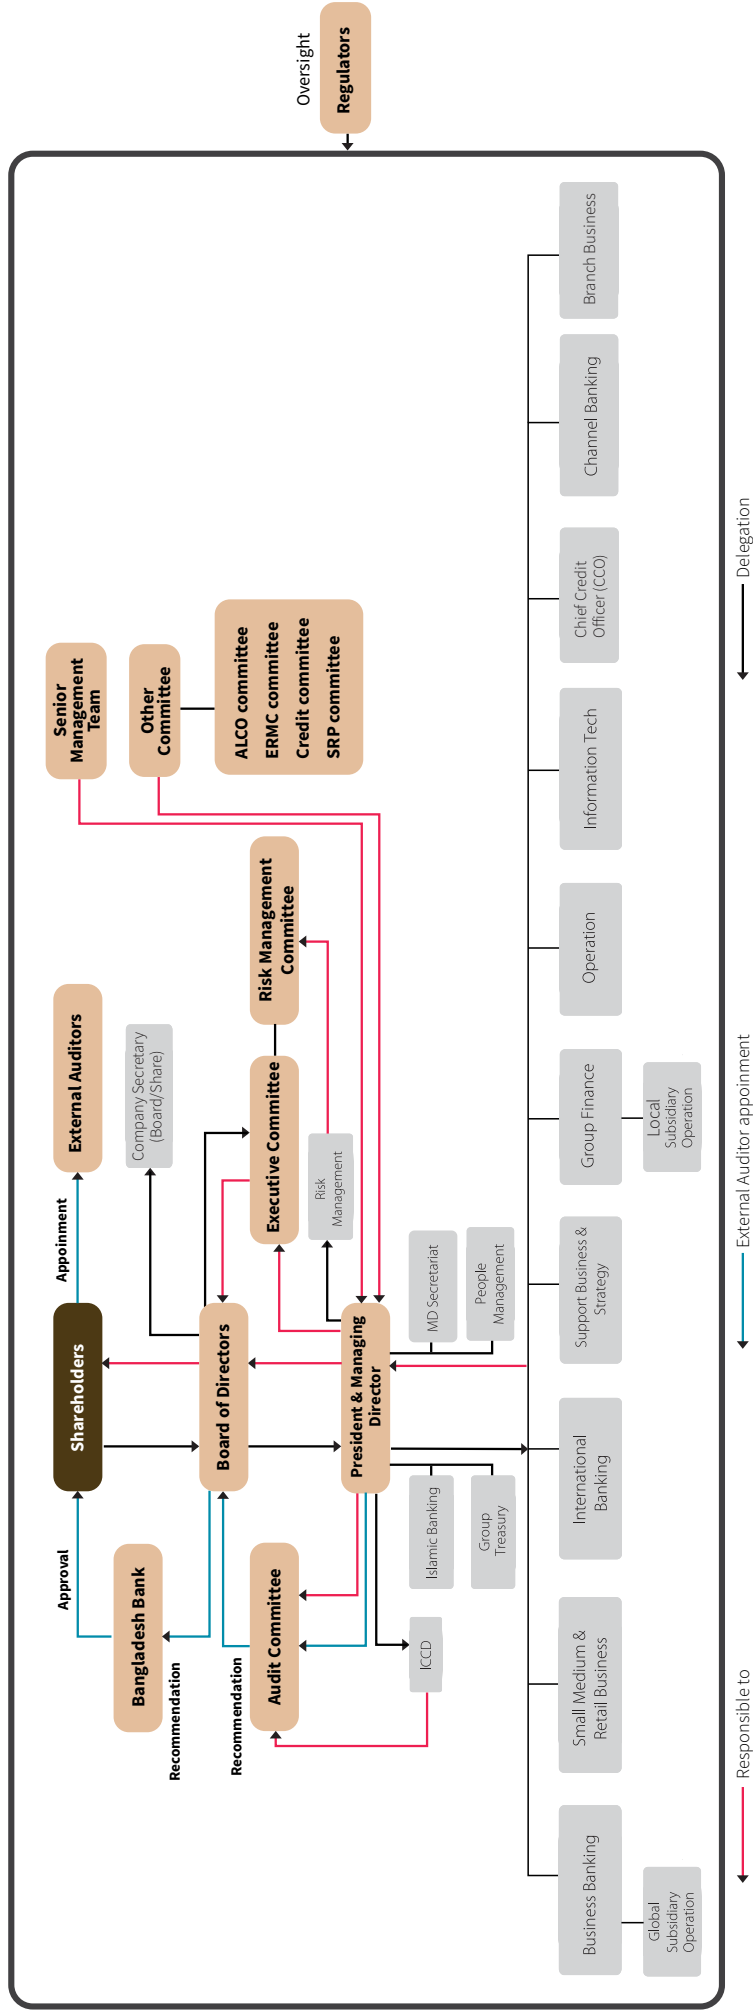 Shareholders
Approval
Appoinment
External Auditors
Senior
Management
Team
Bangladesh Bank
Company Secretary
(Board/Share)
Other
Committee
Recommendation
Board of Directors
ALCO committee
ERMC committee
Credit committee
SRP committee
Recommendation
Audit Committee
Executive Committee
Risk Management
Committee
Oversight
Regulators
President & Managing
Director
Risk
Management
ICCD
Islamic Banking
Group
Treasury
MD Secretariat
People
Management
Business Banking
Small Medium &
Retail Business
International
Banking
Support Business &
Strategy
Group Finance
Operation
Information Tech
Chief Credit
Officer (CCO)
Channel Banking
Branch Business
Global
Subsidiary
Operation
Local
Subsidiary
Operation
Responsible to
External Auditor appoinment
Delegation